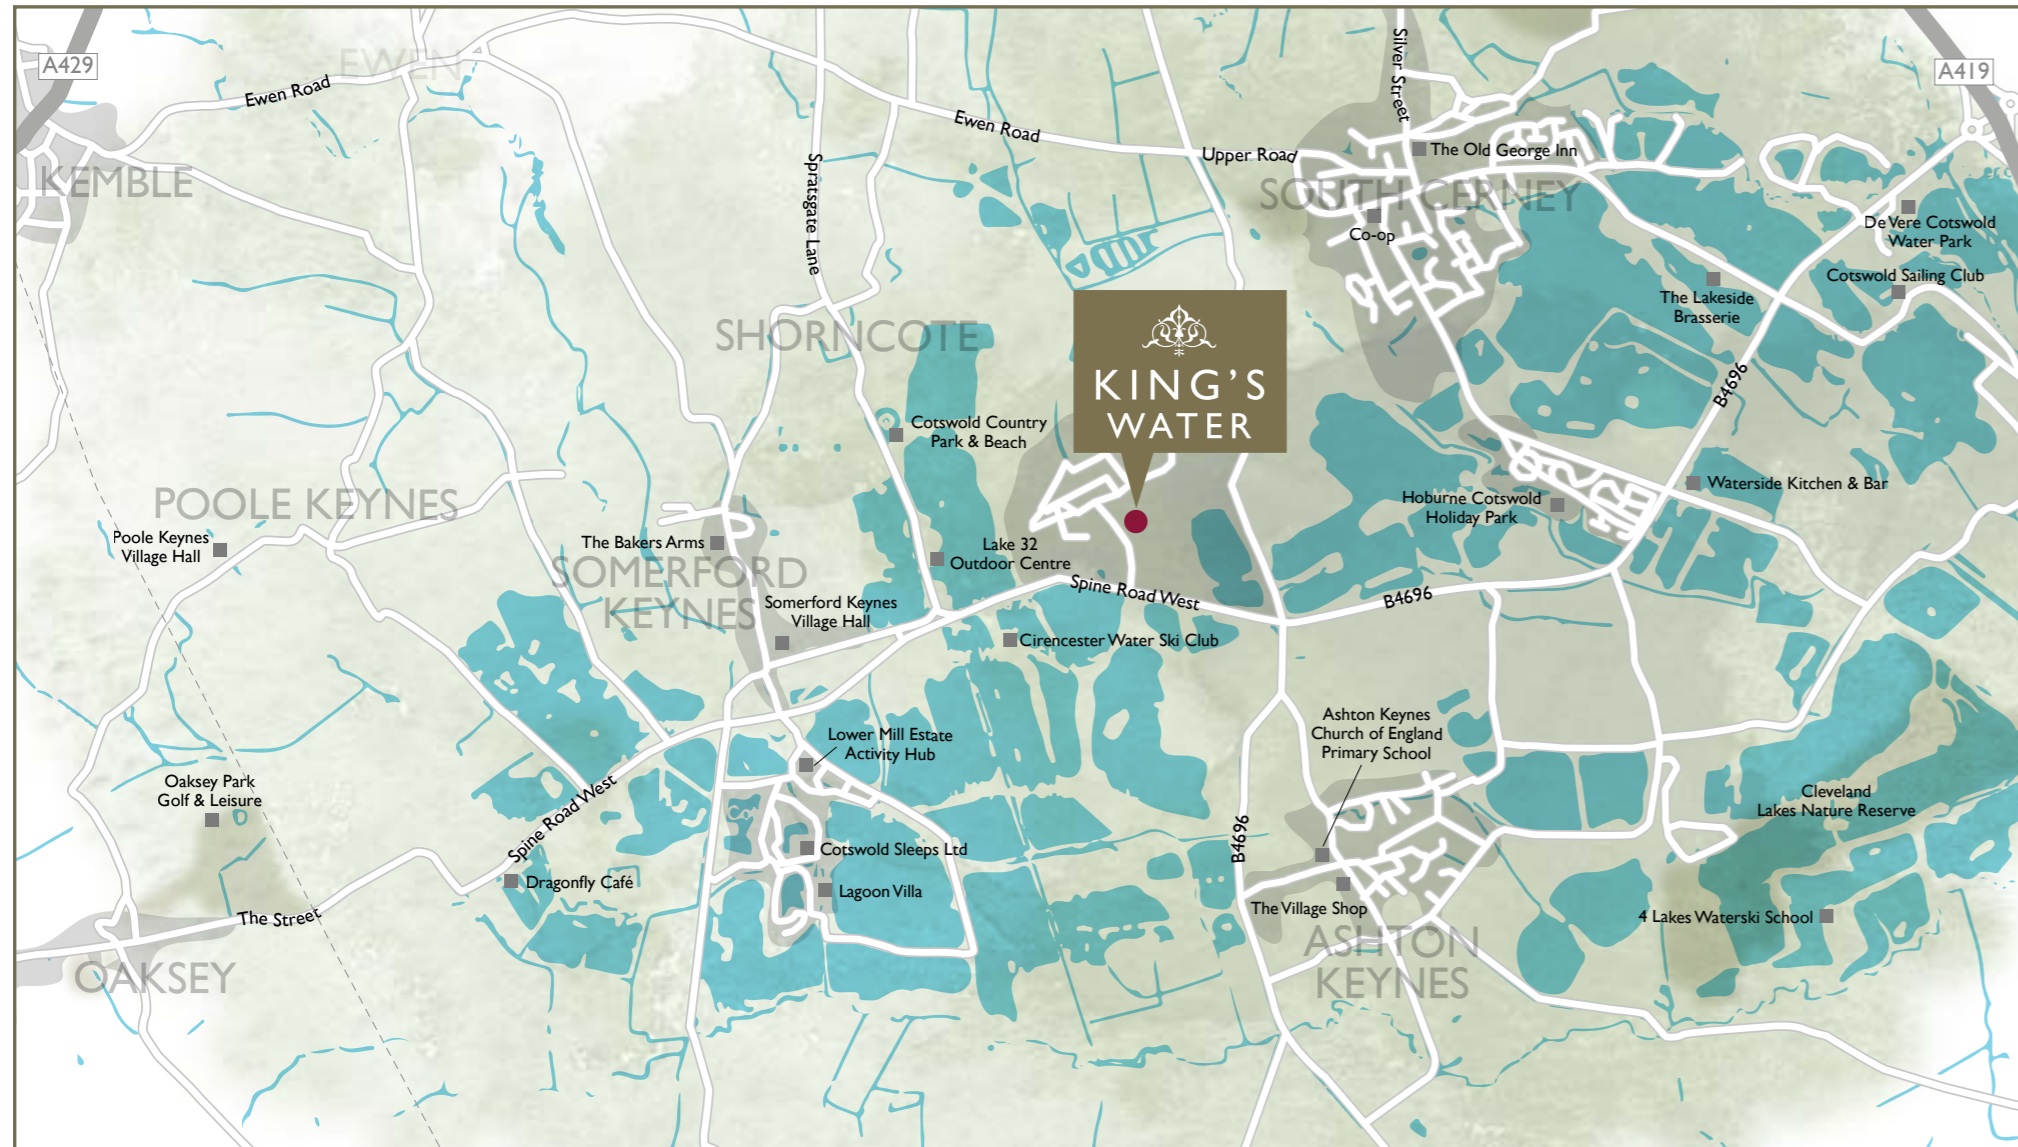 A429
EWEN
Ewen Road
KEMBLE
Spratsgate Lane
Ewen Road
Upper Road
Silver Street
The Old George Inn
SOUTH CERNEY
Co-op
A419
De Vere Cotswold
Water Park
Cotswold Sailing Club
The Lakeside
Brasserie
B4696
SHORNCOTE
KING'S
WATER
Cotswold Country
Park & Beach
POOLE KEYNES
Poole Keynes
Village Hall
The Bakers Arms
SOMERFORD
KEYNES
Somerford Keynes
Village Hall
Lake 32
Outdoor Centre
Spine Road West
Cirencester Water Ski Club
Hoburne Cotswold
Holiday Park
Waterside Kitchen & Bar
B4696
Ashton Keynes
Church of England
Primary School
Lower Mill Estate
Activity Hub
Oaksey Park
Golf & Leisure
Spine Road West
Co
Cotswold Sleeps Ltd
Dragonfly Café
Lagoon Villa
The Street
OAKSEY
B4696
The Village Shop
ASHTON
KEYNES
Cleveland
Lakes Nature Reserve
4 Lakes Waterski School